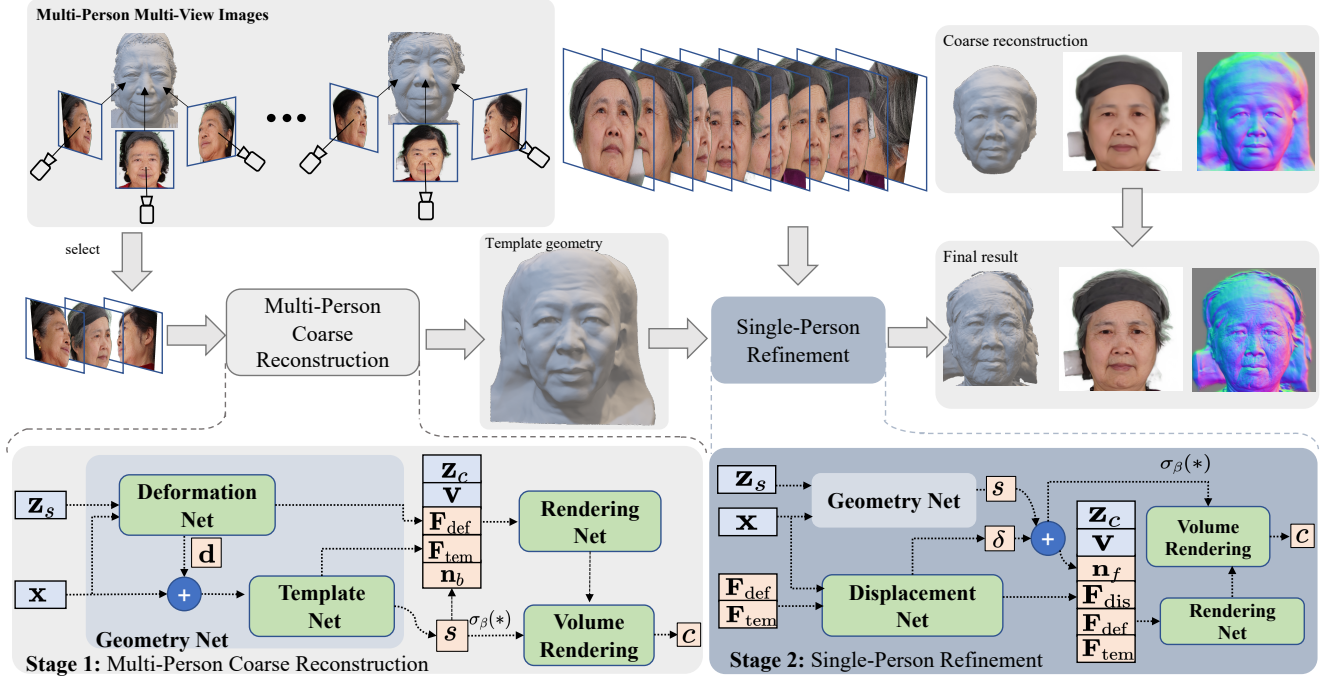 Multi-Person Multi-View Images
Coarse reconstruction
select
Template geometry
Final result
Multi-Person
Coarse
Reconstruction
Single-Person
Refinement
z_s
x
Deformation
Net
d
+
Template
Net
Geometry Net
z_c
v
F_def
F_tem
n_b
s
σ_β(*)
Rendering
Net
Volume
Rendering
c
Stage 1: Multi-Person Coarse Reconstruction
z_s
x
F_def
F_tem
Geometry Net
Displacement
Net
s
δ
+
σ_β(*)
z_c
v
n_f
F_dis
F_def
F_tem
Volume
Rendering
c
Rendering
Net
Stage 2: Single-Person Refinement